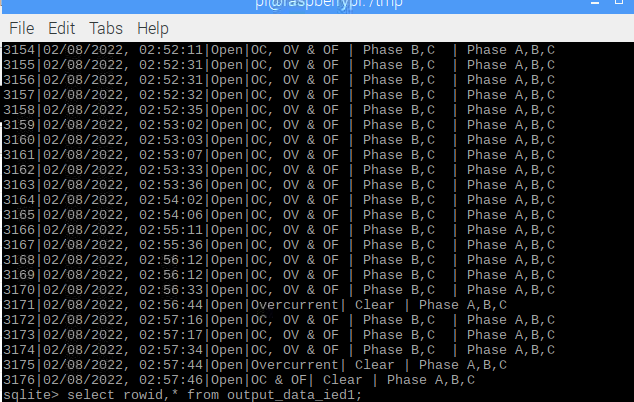 pi@raspberrypi: /tmp
File Edit Tabs Help
3154|02/08/2022, 02:52:11|Open|OC, OV & OF | Phase B,C  | Phase A,B,C
3155|02/08/2022, 02:52:31|Open|OC, OV & OF | Phase B,C  | Phase A,B,C
3156|02/08/2022, 02:52:31|Open|OC, OV & OF | Phase B,C  | Phase A,B,C
3157|02/08/2022, 02:52:32|Open|OC, OV & OF | Phase B,C  | Phase A,B,C
3158|02/08/2022, 02:52:35|Open|OC, OV & OF | Phase B,C  | Phase A,B,C
3159|02/08/2022, 02:53:02|Open|OC, OV & OF | Phase B,C  | Phase A,B,C
3160|02/08/2022, 02:53:03|Open|OC, OV & OF | Phase B,C  | Phase A,B,C
3161|02/08/2022, 02:53:07|Open|OC, OV & OF | Phase B,C  | Phase A,B,C
3162|02/08/2022, 02:53:33|Open|OC, OV & OF | Phase B,C  | Phase A,B,C
3163|02/08/2022, 02:53:36|Open|OC, OV & OF | Phase B,C  | Phase A,B,C
3164|02/08/2022, 02:54:02|Open|OC, OV & OF | Phase B,C  | Phase A,B,C
3165|02/08/2022, 02:54:06|Open|OC, OV & OF | Phase B,C  | Phase A,B,C
3166|02/08/2022, 02:55:11|Open|OC, OV & OF | Phase B,C  | Phase A,B,C
3167|02/08/2022, 02:55:36|Open|OC, OV & OF | Phase B,C  | Phase A,B,C
3168|02/08/2022, 02:56:12|Open|OC, OV & OF | Phase B,C  | Phase A,B,C
3169|02/08/2022, 02:56:12|Open|OC, OV & OF | Phase B,C  | Phase A,B,C
3170|02/08/2022, 02:56:33|Open|OC, OV & OF | Phase B,C  | Phase A,B,C
3171|02/08/2022, 02:56:44|Open|Overcurrent| Clear | Phase A,B,C
3172|02/08/2022, 02:57:16|Open|OC, OV & OF | Phase B,C  | Phase A,B,C
3173|02/08/2022, 02:57:17|Open|OC, OV & OF | Phase B,C  | Phase A,B,C
3174|02/08/2022, 02:57:34|Open|OC, OV & OF | Phase B,C  | Phase A,B,C
3175|02/08/2022, 02:57:44|Open|Overcurrent| Clear | Phase A,B,C
3176|02/08/2022, 02:57:46|Open|OC & OF| Clear | Phase A,B,C
sqlite> select rowid,* from output_data_ied1;